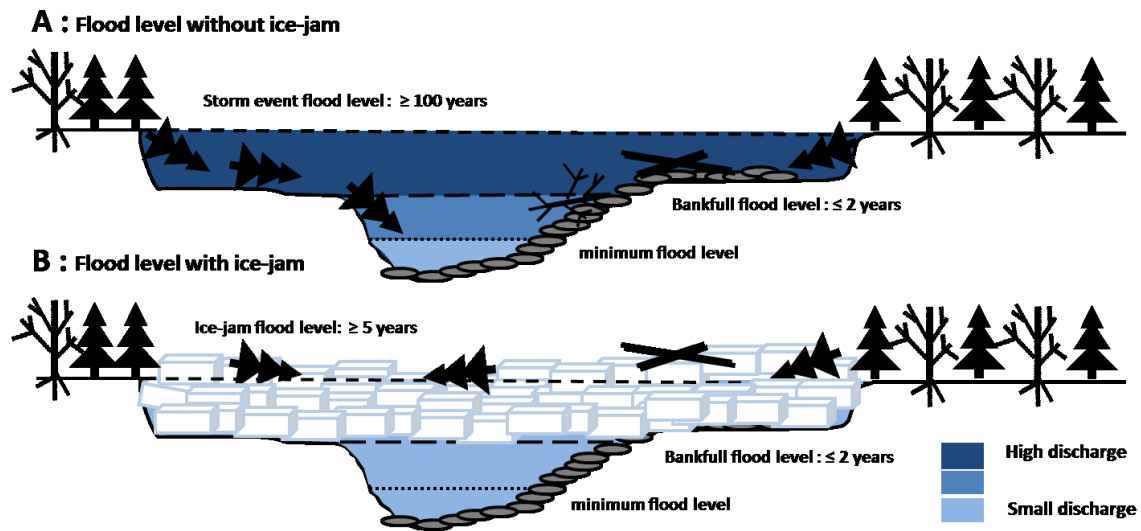 A : Flood level without ice-jam
Storm event flood level : ≥ 100 years
Bankfull flood level : ≤ 2 years
minimum flood level
B : Flood level with ice-jam
Ice-jam flood level: ≥ 5 years
Bankfull flood level : ≤ 2 years
High discharge
minimum flood level
Small discharge